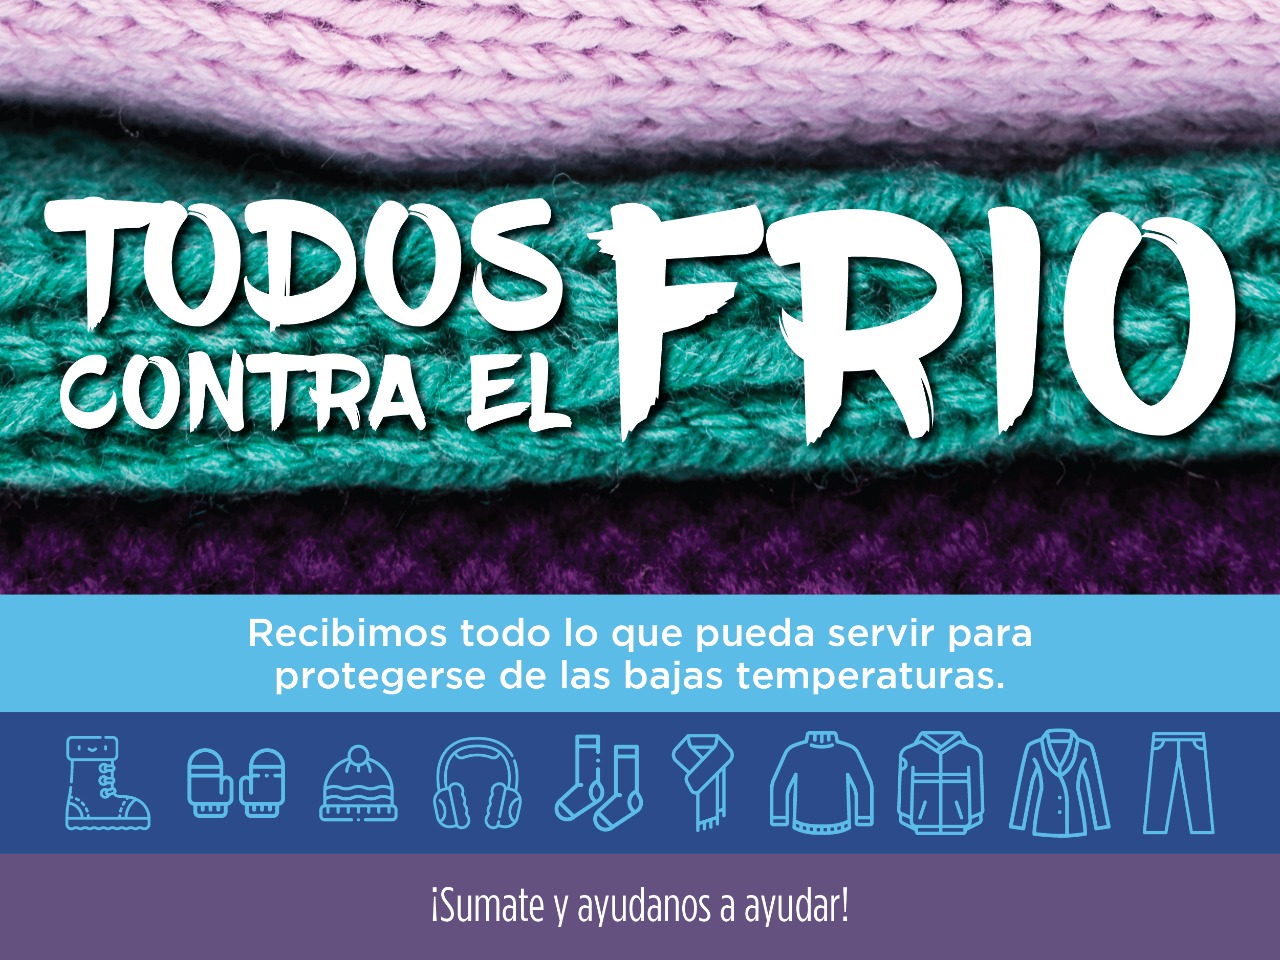 TODOS
CONTRA EL
FRIO
Recibimos todo lo que pueda servir para
protegerse de las bajas temperaturas.
¡Sumate y ayudanos a ayudar!